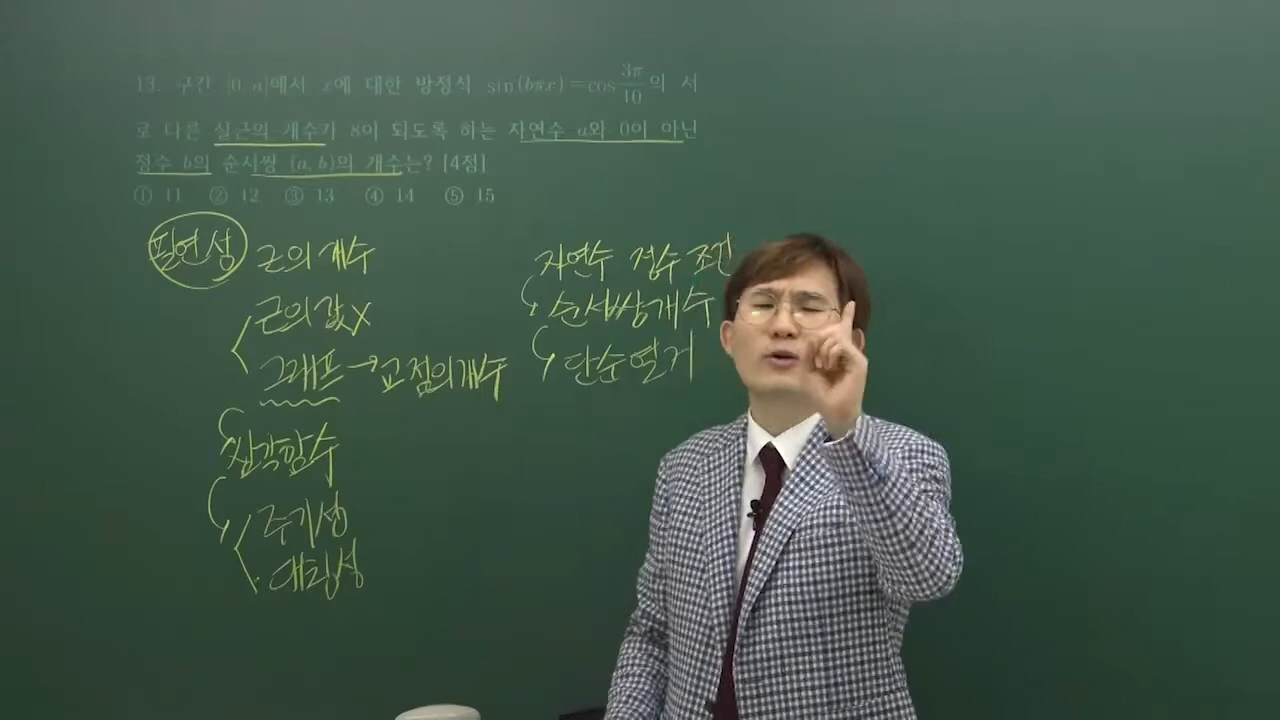 13. 구간 [0, a]에서 x에 대한 방정식 sin(bπx)=cos 3π/10의 서
로 다른 실근의 개수가 8이 되도록 하는 자연수 a와 0이 아닌
정수 b의 순서쌍 (a, b)의 개수는? [4점]
① 11 ② 12 ③ 13 ④ 14 ⑤ 15
필연성 근의 개수
근의 값 X
그래프 → 교점의 개수
삼각함수
주기성
대칭성
자연수 정수 조건
순서쌍 개수
단순 열거